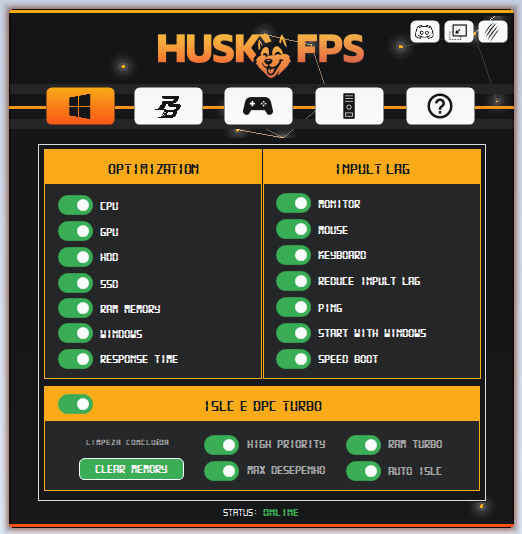 HUSKY FPS
OPTIMIZATION
CPU
GPU
HDD
SSD
RAM MEMORY
WINDOWS
RESPONSE TIME
INPULT LAG
MONITOR
MOUSE
KEYBOARD
REDUCE IMPULT LAG
PING
START WITH WINDOWS
SPEED BOOT
ISLC E DPC TURBO
LIMPEZA CONCLUÍDA
CLEAR MEMORY
HIGH PRIORITY
RAM TURBO
MAX DESEPENHO
AUTO ISLC
STATUS: ONLINE